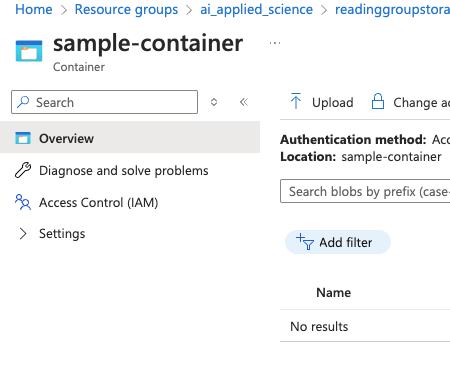 Home > Resource groups > ai_applied_science > readinggroupstora
sample-container ...
Container
Search
Upload Change ac
Overview
Authentication method: Acc
Location: sample-container
Diagnose and solve problems
Search blobs by prefix (case-
Access Control (IAM)
Settings
Add filter
Name
No results